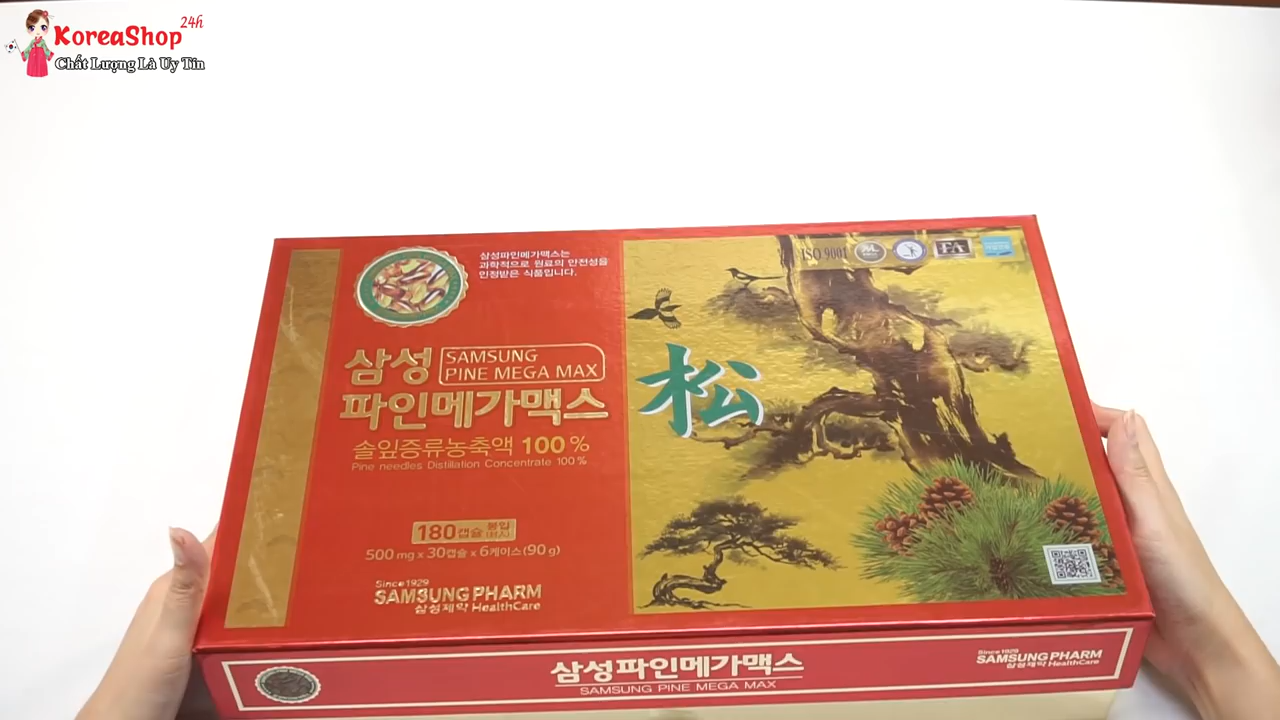 KoreaShop 24h
Chất Lượng Là Uy Tín
삼성파인메가맥스는
과학적으로 원료의 안전성을
인정받은 식품입니다.
삼성
SAMSUNG
PINE MEGA MAX
파인메가맥스
솔잎증류농축액 100%
Pine needles Distillation Concentrate 100%
180캡슐 봉입
500mg x 30캡슐 x 6케이스(90g)
Since 1929
SAMSUNG PHARM
삼성제약 HealthCare
ISO 9001
FA
松
삼성파인메가맥스
SAMSUNG PINE MEGA MAX
Since 1929
SAMSUNG PHARM
삼성제약 HealthCare